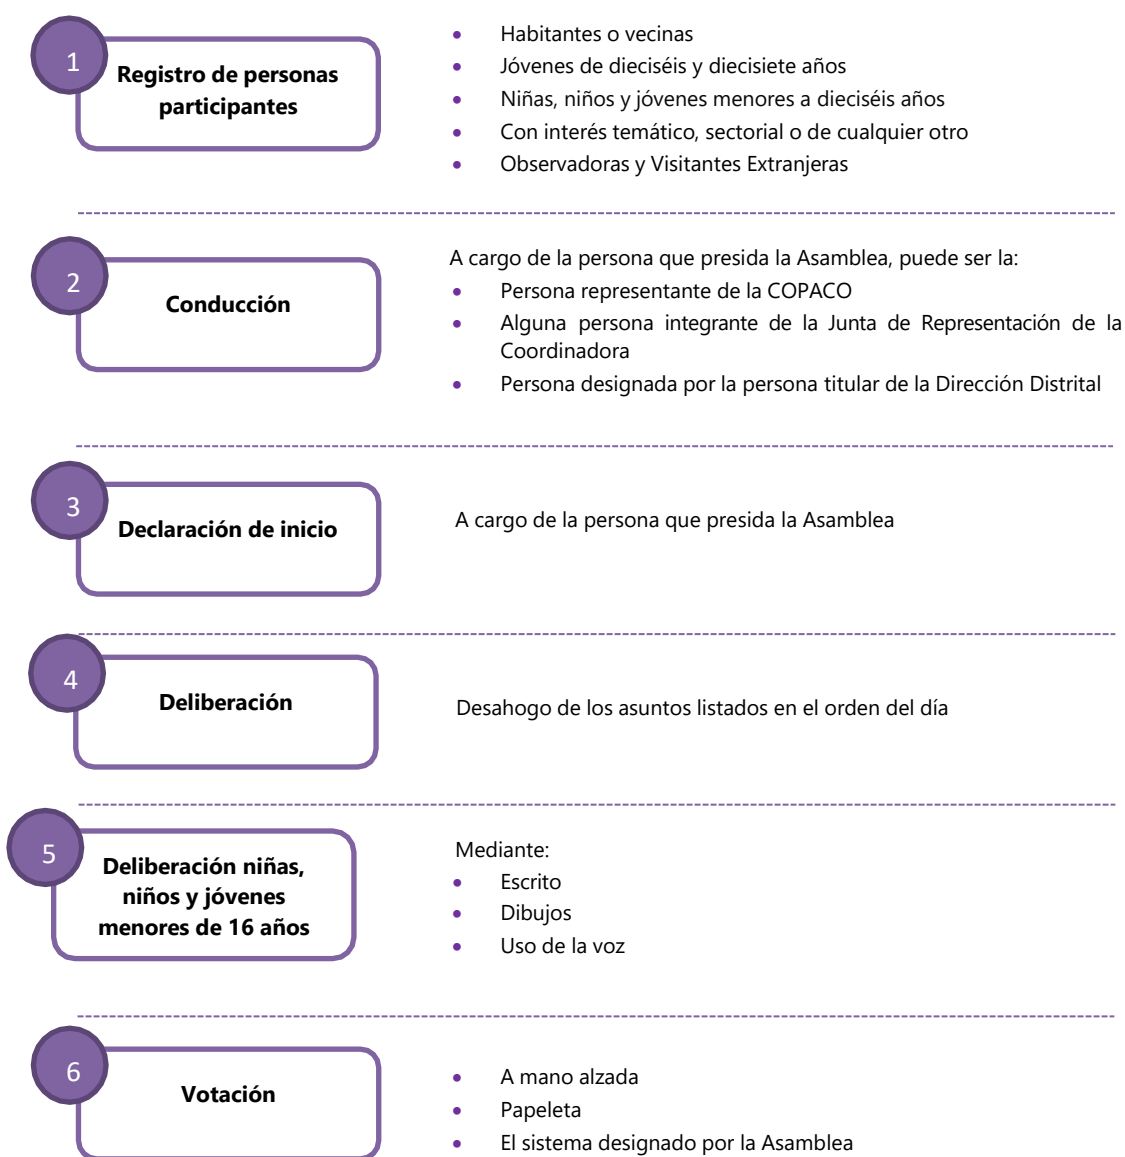 1
Registro de personas
participantes
• Habitantes o vecinas
• Jóvenes de dieciséis y diecisiete años
• Niñas, niños y jóvenes menores a dieciséis años
• Con interés temático, sectorial o de cualquier otro
• Observadoras y Visitantes Extranjeras
2
Conducción
A cargo de la persona que presida la Asamblea, puede ser la:
• Persona representante de la COPACO
• Alguna persona integrante de la Junta de Representación de la
Coordinadora
• Persona designada por la persona titular de la Dirección Distrital
3
Declaración de inicio
A cargo de la persona que presida la Asamblea
4
Deliberación
Desahogo de los asuntos listados en el orden del día
5
Deliberación niñas,
niños y jóvenes
menores de 16 años
Mediante:
• Escrito
• Dibujos
• Uso de la voz
6
Votación
• A mano alzada
• Papeleta
• El sistema designado por la Asamblea